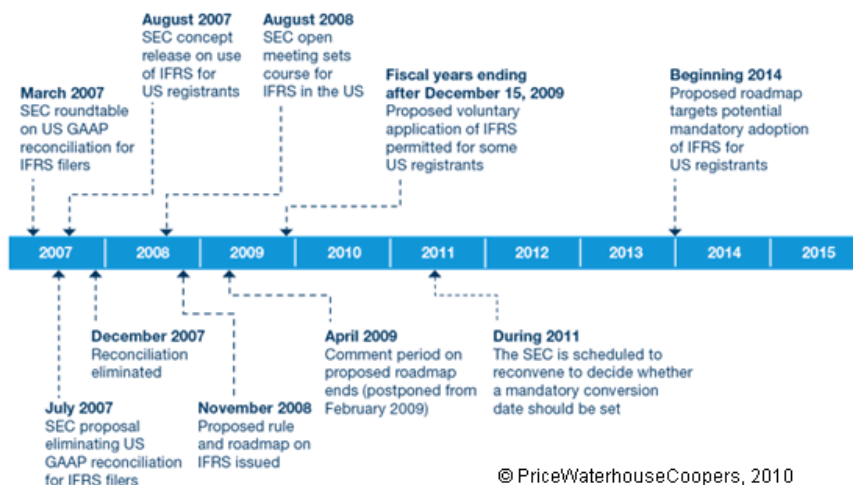 August 2007
SEC concept
release on use
of IFRS for
US registrants
August 2008
SEC open
meeting sets
course for
IFRS in the US
March 2007
SEC roundtable
on US GAAP
reconciliation for
IFRS filers
Fiscal years ending
after December 15, 2009
Proposed voluntary
application of IFRS
permitted for some
US registrants
Beginning 2014
Proposed roadmap
targets potential
mandatory adoption
of IFRS for
US registrants
2007 2008 2009 2010 2011 2012 2013 2014 2015
December 2007
Reconciliation
eliminated
April 2009
Comment period on
proposed roadmap
ends (postponed from
February 2009)
During 2011
The SEC is scheduled to
reconvene to decide whether
a mandatory conversion
date should be set
July 2007
SEC proposal
eliminating US
GAAP reconciliation
for IFRS filers
November 2008
Proposed rule
and roadmap on
IFRS issued
© PriceWaterhouseCoopers, 2010